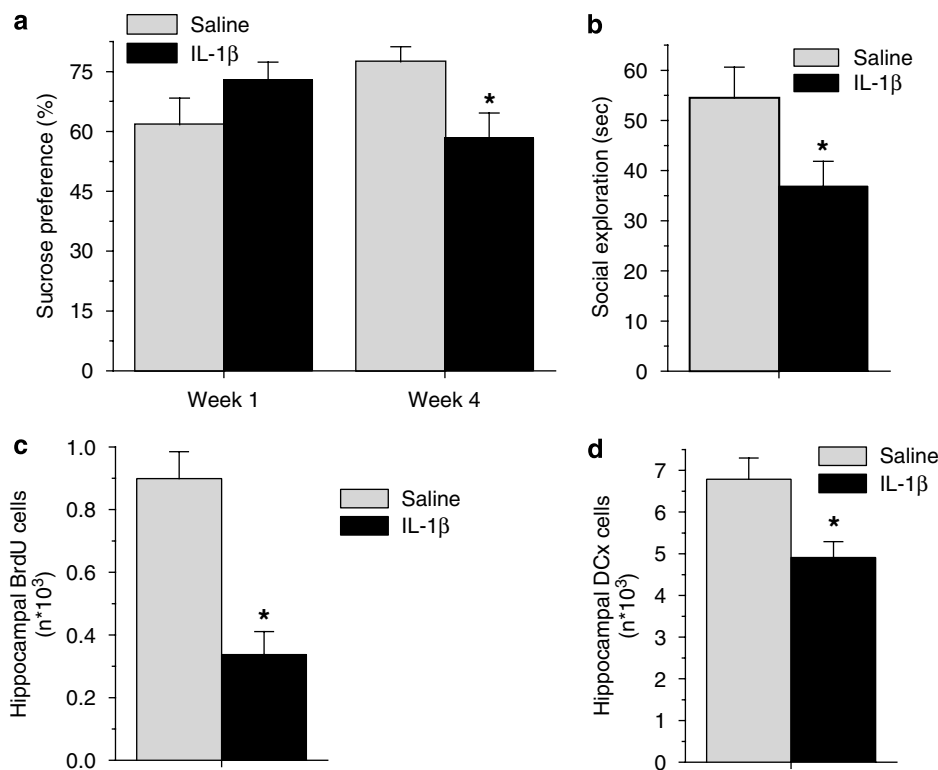 a
Saline
IL-1β
Sucrose preference (%)
75
60
45
30
15
0
*
Week 1
Week 4
b
Saline
IL-1β
Social exploration (sec)
60
50
40
30
20
10
0
*
c
Saline
IL-1β
Hippocampal BrdU cells
(n*10³)
1.0
0.8
0.6
0.4
0.2
0.0
*
d
Saline
IL-1β
Hippocampal DCx cells
(n*10³)
7
6
5
4
3
2
1
0
*